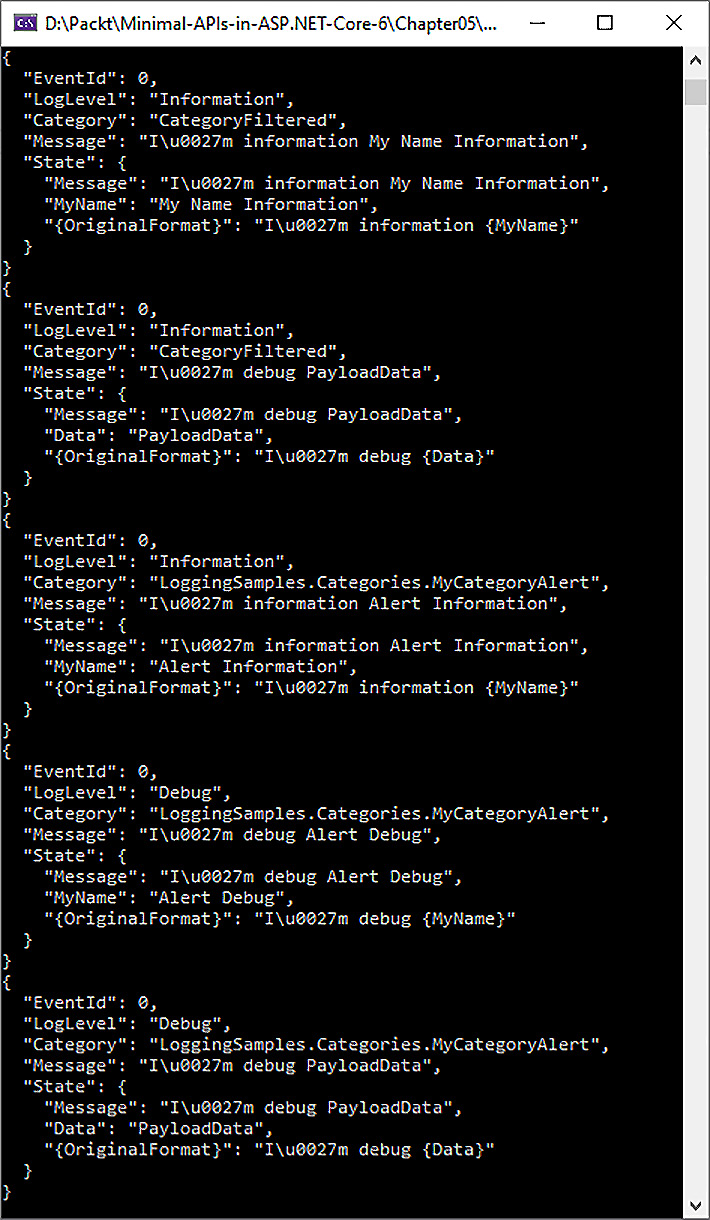 D:\Packt\Minimal-APIs-in-ASP.NET-Core-6\Chapter05\...
{
  "EventId": 0,
  "LogLevel": "Information",
  "Category": "CategoryFiltered",
  "Message": "I\u0027m information My Name Information",
  "State": {
    "Message": "I\u0027m information My Name Information",
    "MyName": "My Name Information",
    "{OriginalFormat}": "I\u0027m information {MyName}"
  }
}
{
  "EventId": 0,
  "LogLevel": "Information",
  "Category": "CategoryFiltered",
  "Message": "I\u0027m debug PayloadData",
  "State": {
    "Message": "I\u0027m debug PayloadData",
    "Data": "PayloadData",
    "{OriginalFormat}": "I\u0027m debug {Data}"
  }
}
{
  "EventId": 0,
  "LogLevel": "Information",
  "Category": "LoggingSamples.Categories.MyCategoryAlert",
  "Message": "I\u0027m information Alert Information",
  "State": {
    "Message": "I\u0027m information Alert Information",
    "MyName": "Alert Information",
    "{OriginalFormat}": "I\u0027m information {MyName}"
  }
}
{
  "EventId": 0,
  "LogLevel": "Debug",
  "Category": "LoggingSamples.Categories.MyCategoryAlert",
  "Message": "I\u0027m debug Alert Debug",
  "State": {
    "Message": "I\u0027m debug Alert Debug",
    "MyName": "Alert Debug",
    "{OriginalFormat}": "I\u0027m debug {MyName}"
  }
}
{
  "EventId": 0,
  "LogLevel": "Debug",
  "Category": "LoggingSamples.Categories.MyCategoryAlert",
  "Message": "I\u0027m debug PayloadData",
  "State": {
    "Message": "I\u0027m debug PayloadData",
    "Data": "PayloadData",
    "{OriginalFormat}": "I\u0027m debug {Data}"
  }
}